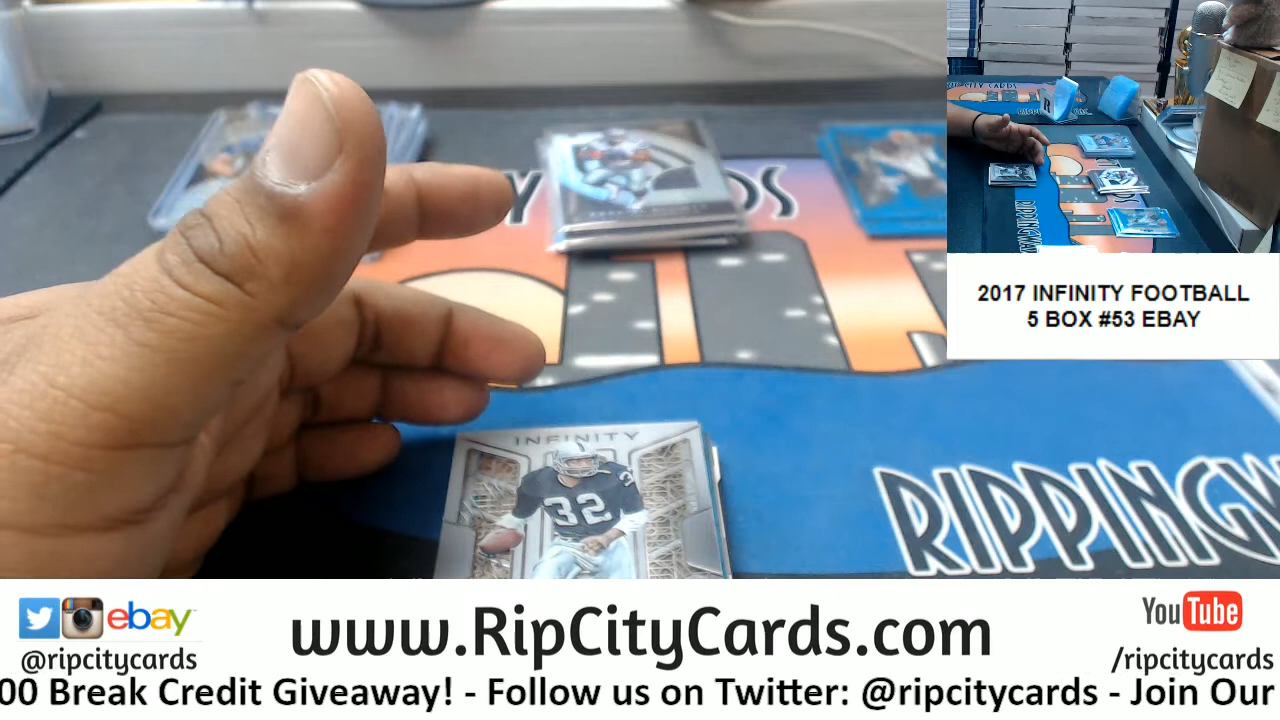 2017 INFINITY FOOTBALL
5 BOX #53 EBAY
INFINITY
32
RIPPINGW
ebay
@ripcitycards
www.RipCityCards.com
YouTube
/ripcitycards
00 Break Credit Giveaway! - Follow us on Twitter: @ripcitycards - Join Our